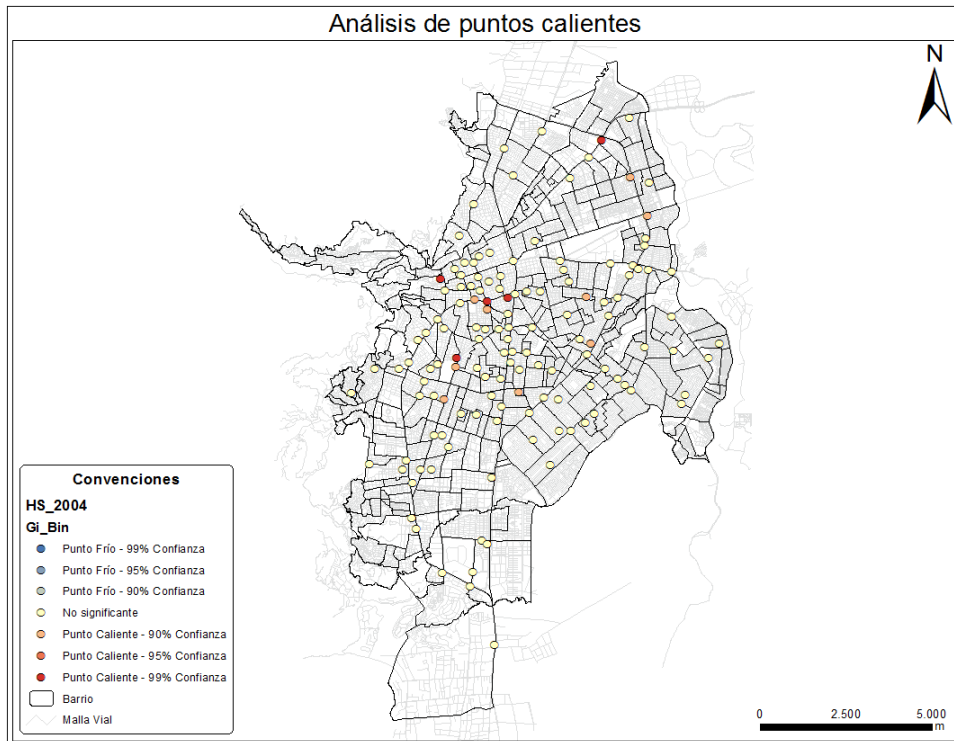 Análisis de puntos calientes
N
Convenciones
HS_2004
Gi_Bin
Punto Frío - 99% Confianza
Punto Frío - 95% Confianza
Punto Frío - 90% Confianza
No significante
Punto Caliente - 90% Confianza
Punto Caliente - 95% Confianza
Punto Caliente - 99% Confianza
Barrio
Malla Vial
0 2.500 5.000
m